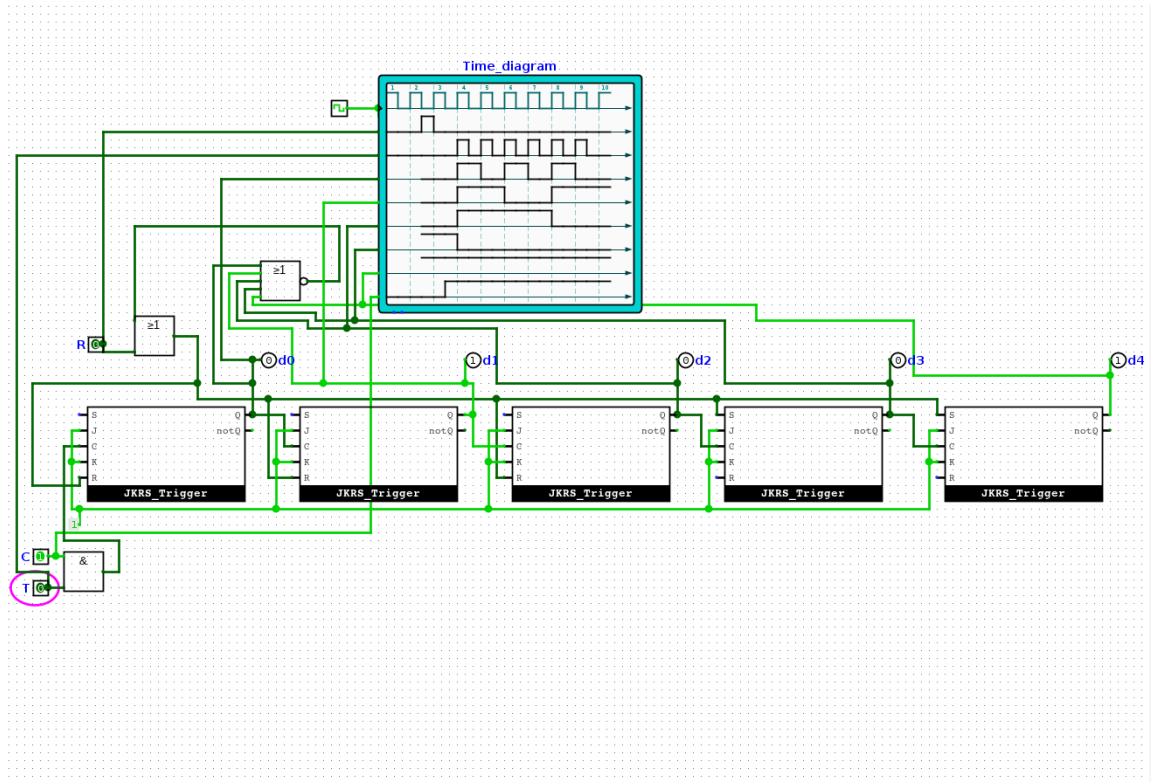 Time_diagram
1 2 3 4 5 6 7 8 9 10
≥1
≥1
R 0
0 d0
1 d1
0 d2
0 d3
1 d4
S Q
J notQ
C
K
R
JKRS_Trigger
S Q
J notQ
C
K
R
JKRS_Trigger
S Q
J notQ
C
K
R
JKRS_Trigger
S Q
J notQ
C
K
R
JKRS_Trigger
S Q
J notQ
C
K
R
JKRS_Trigger
1
C 1
&
T 0